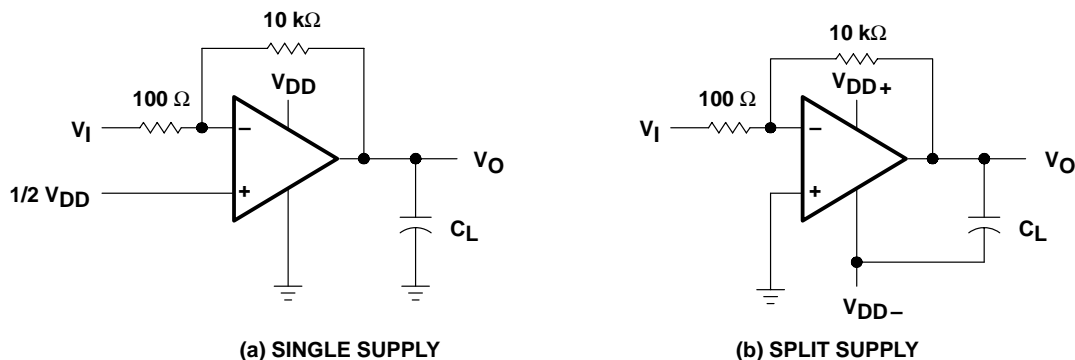 10 kΩ
VDD
100 Ω
VI
−
+
1/2 VDD
VO
CL
(a) SINGLE SUPPLY
10 kΩ
VDD+
100 Ω
VI
−
+
VO
CL
VDD−
(b) SPLIT SUPPLY